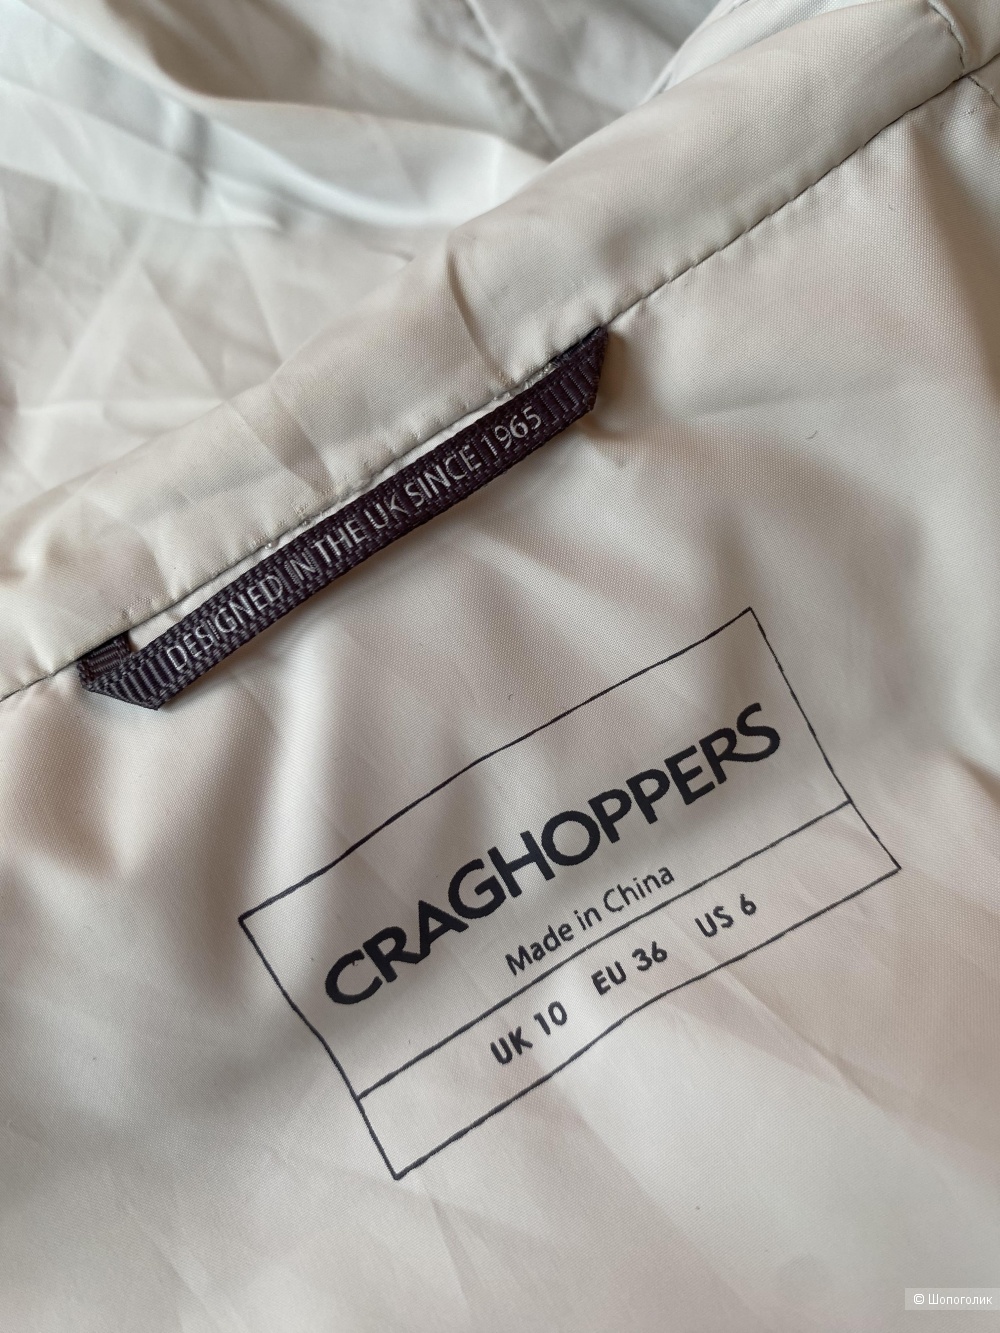 DESIGNED IN THE UK SINCE 1965
CRAGHOPPERS
Made in China
UK 10 EU 36 US 6
© Шопоголик